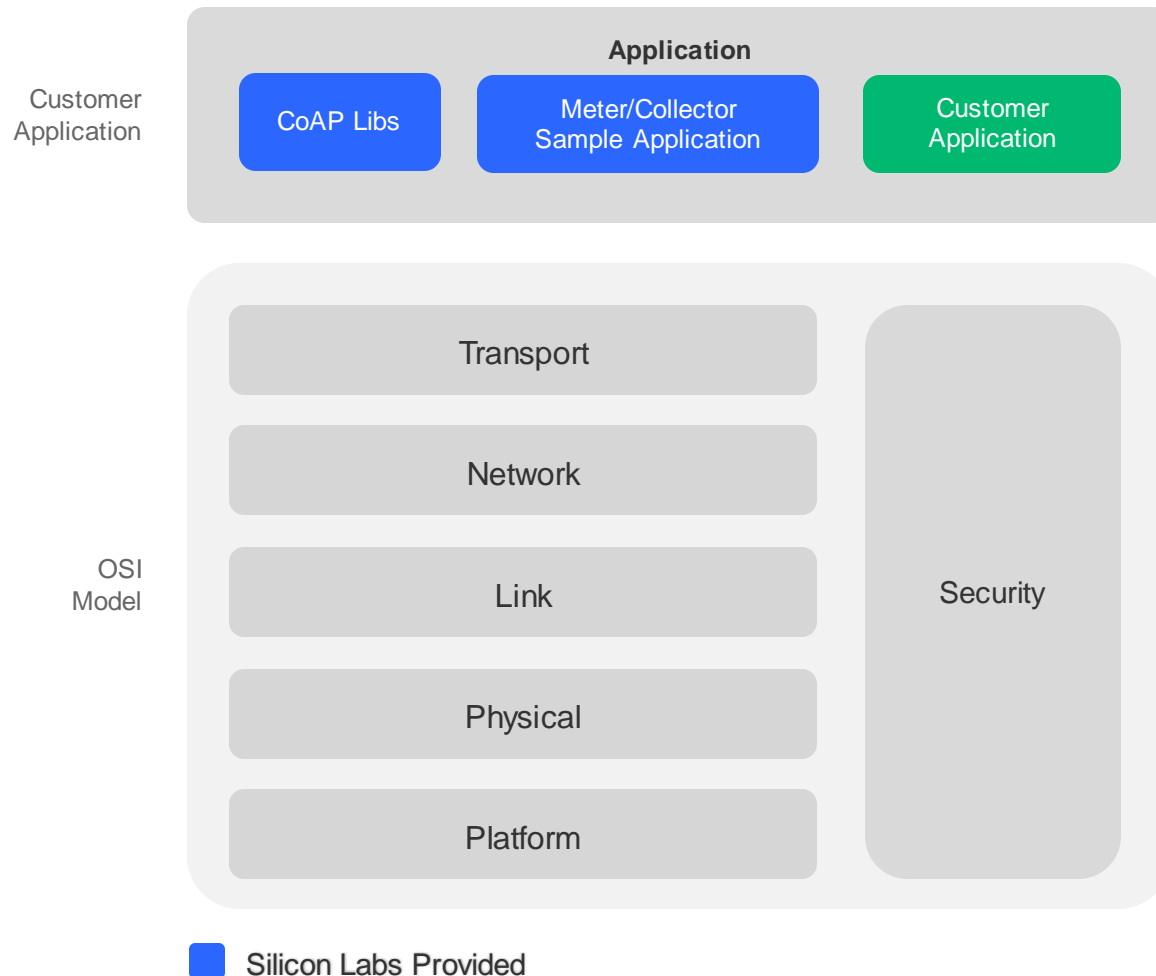 Application
Customer
Application
CoAP Libs
Meter/Collector
Sample Application
Customer
Application
Transport
Network
Link
Physical
Platform
Security
OSI
Model
Silicon Labs Provided